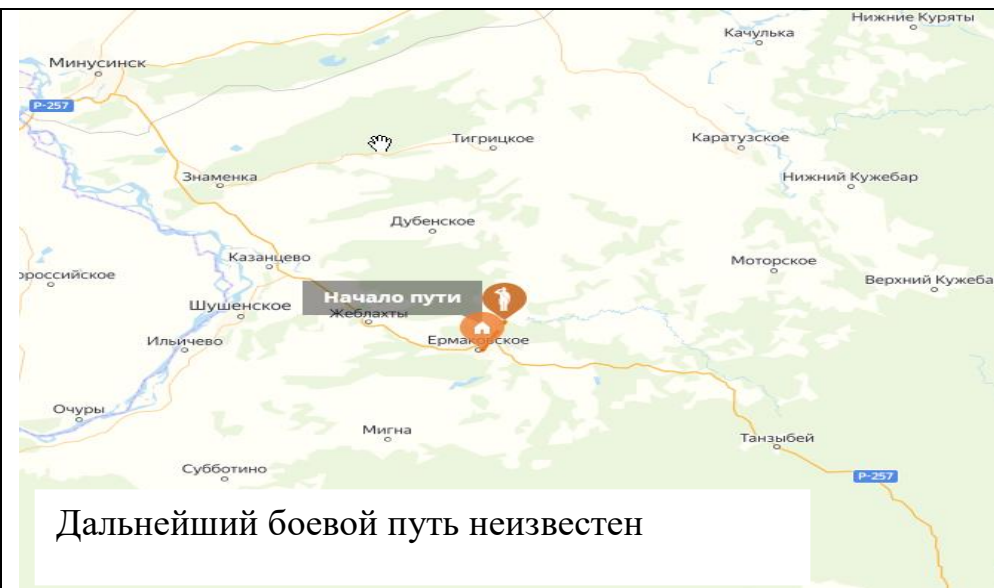 Нижние Куряты
Качулька
Минусинск
Р-257
Тигрицкое
Каратузское
Знаменка
Нижний Кужебар
Дубенское
Казанцево
Моторское
ороссийское
Верхний Кужеба
Начало пути
Шушенское
Жеблахты
Ильичево
Ермаковское
Очуры
Мигна
Танзыбей
Субботино
Р-257
Дальнейший боевой путь неизвестен